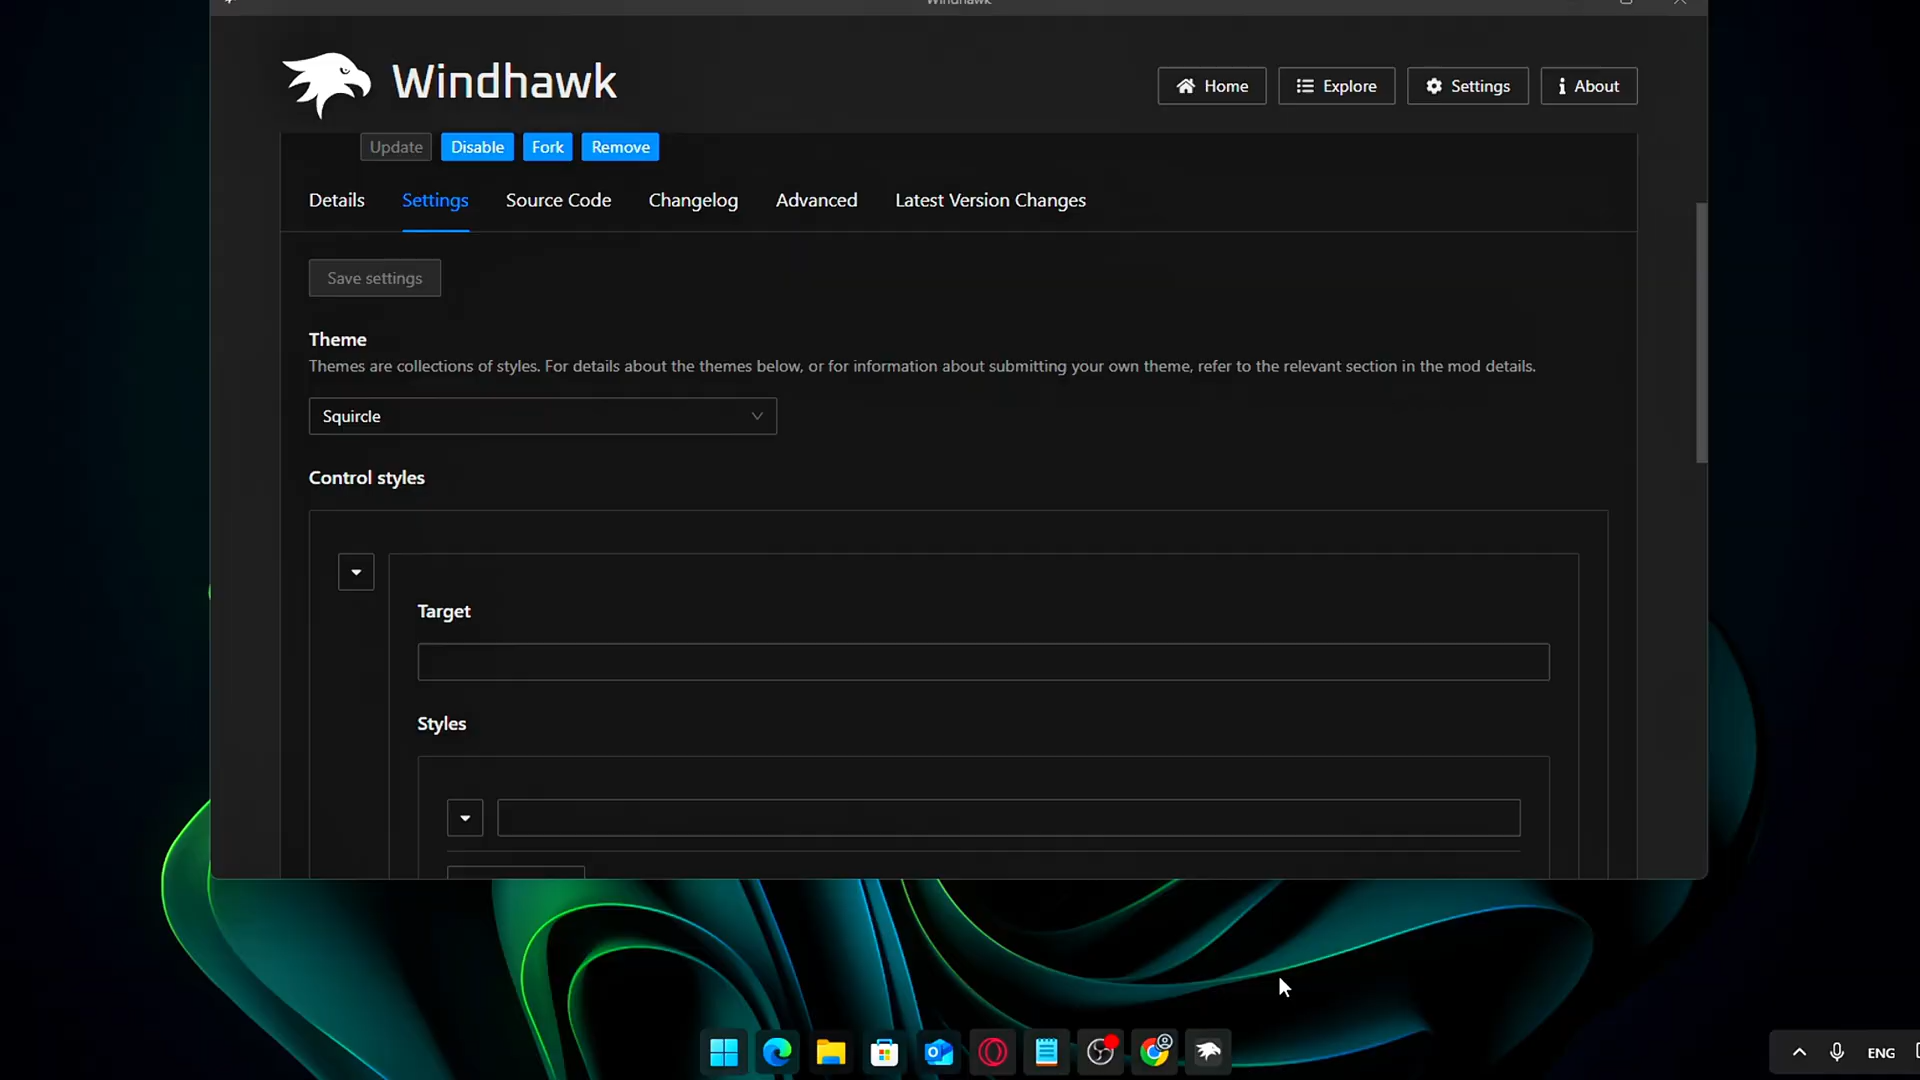 Windhawk
Windhawk
Home
Explore
Settings
About
Update
Disable
Fork
Remove
Details
Settings
Source Code
Changelog
Advanced
Latest Version Changes
Save settings
Theme
Themes are collections of styles. For details about the themes below, or for information about submitting your own theme, refer to the relevant section in the mod details.
Squircle
Control styles
Target
Styles
ENG